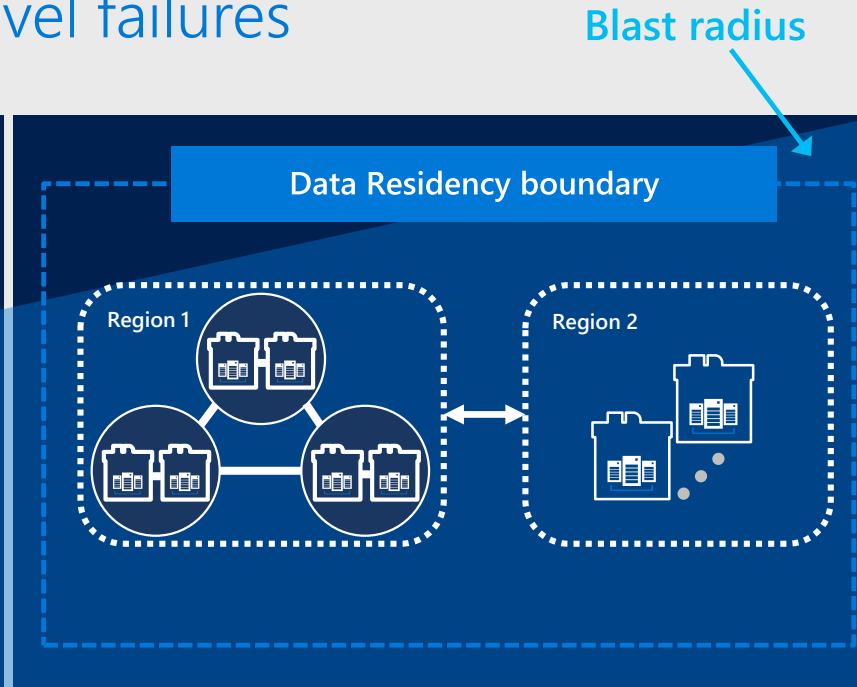 vel failures
Blast radius
Data Residency boundary
Region 1
Region 2